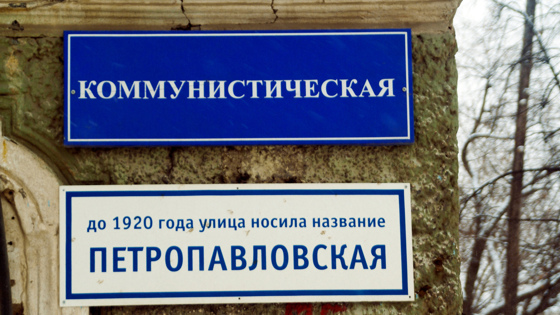 КОММУНИСТИЧЕСКАЯ
до 1920 года улица носила название
ПЕТРОПАВЛОВСКАЯ